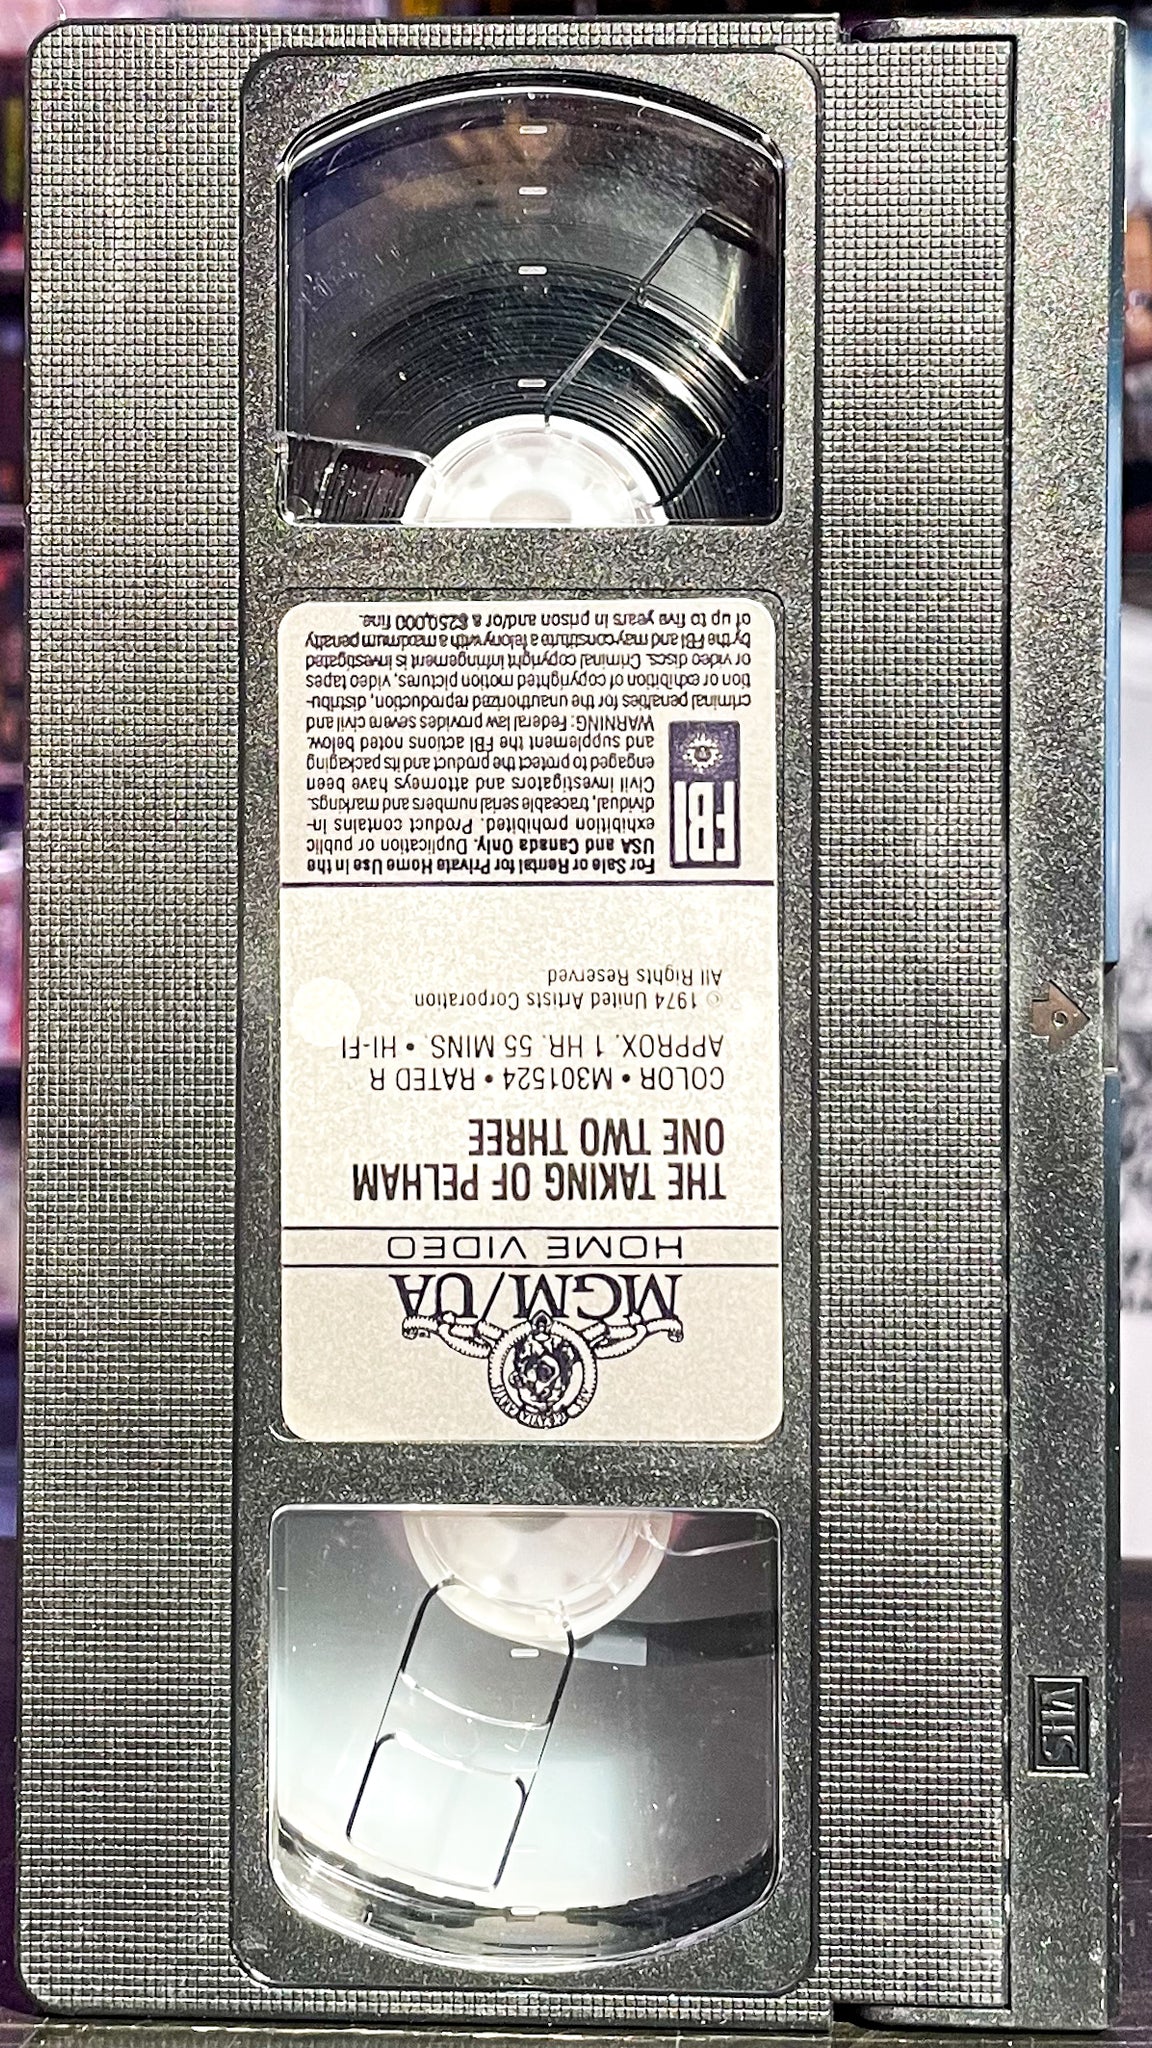 MGM/UA
HOME VIDEO
THE TAKING OF PELHAM
ONE TWO THREE
COLOR • M301524 • RATED R
APPROX. 1 HR. 55 MINS. • HI-FI
© 1974 United Artists Corporation
All Rights Reserved
FBI
For Sale or Rental for Private Home Use in the
USA and Canada Only. Duplication or public
exhibition prohibited. Product contains in-
dividual, traceable serial numbers and markings.
Civil investigators and attorneys have been
engaged to protect the product and its packaging
and supplement the FBI actions noted below.
WARNING: Federal law provides severe civil and
criminal penalties for the unauthorized reproduction, distribu-
tion or exhibition of copyrighted motion pictures, video tapes
or video discs. Criminal copyright infringement is investigated
by the FBI and may constitute a felony with a maximum penalty
of up to five years in prison and/or a $250,000 fine.
VHS